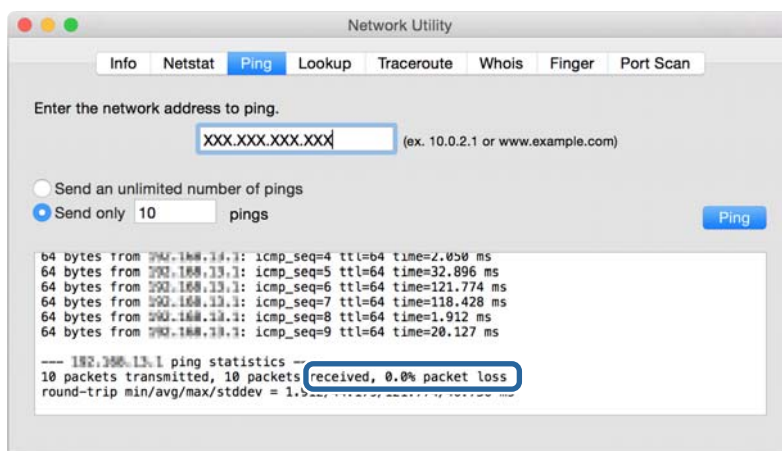 Network Utility
Info Netstat Ping Lookup Traceroute Whois Finger Port Scan
Enter the network address to ping.
XXX.XXX.XXX.XXX (ex. 10.0.2.1 or www.example.com)
Send an unlimited number of pings
Send only 10 pings
Ping
64 bytes from icmp_seq=4 ttl=64 time=2.050 ms
64 bytes from icmp_seq=5 ttl=64 time=32.896 ms
64 bytes from icmp_seq=6 ttl=64 time=121.774 ms
64 bytes from icmp_seq=7 ttl=64 time=118.428 ms
64 bytes from icmp_seq=8 ttl=64 time=1.912 ms
64 bytes from icmp_seq=9 ttl=64 time=20.127 ms
--- ping statistics --
10 packets transmitted, 10 packets received, 0.0% packet loss
round-trip min/avg/max/stddev = ms